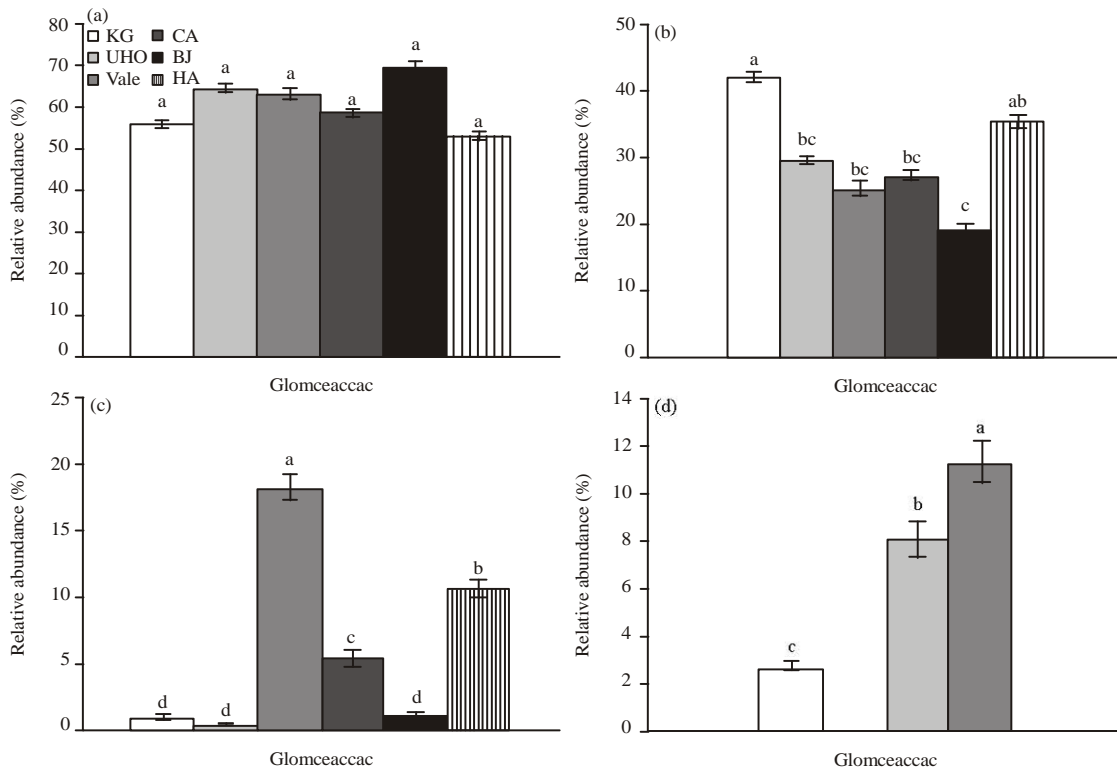 (a)
KG CA
UHO BJ
Vale HA
Relative abundance (%)
80
70
60
50
40
30
20
10
0
a a a a a a
Glomceaccac
(b)
Relative abundance (%)
50
40
30
20
10
0
a bc bc bc c ab
Glomceaccac
(c)
Relative abundance (%)
25
20
15
10
5
0
d d a c d b
Glomceaccac
(d)
Relative abundance (%)
14
12
10
8
6
4
2
0
c b a
Glomceaccac